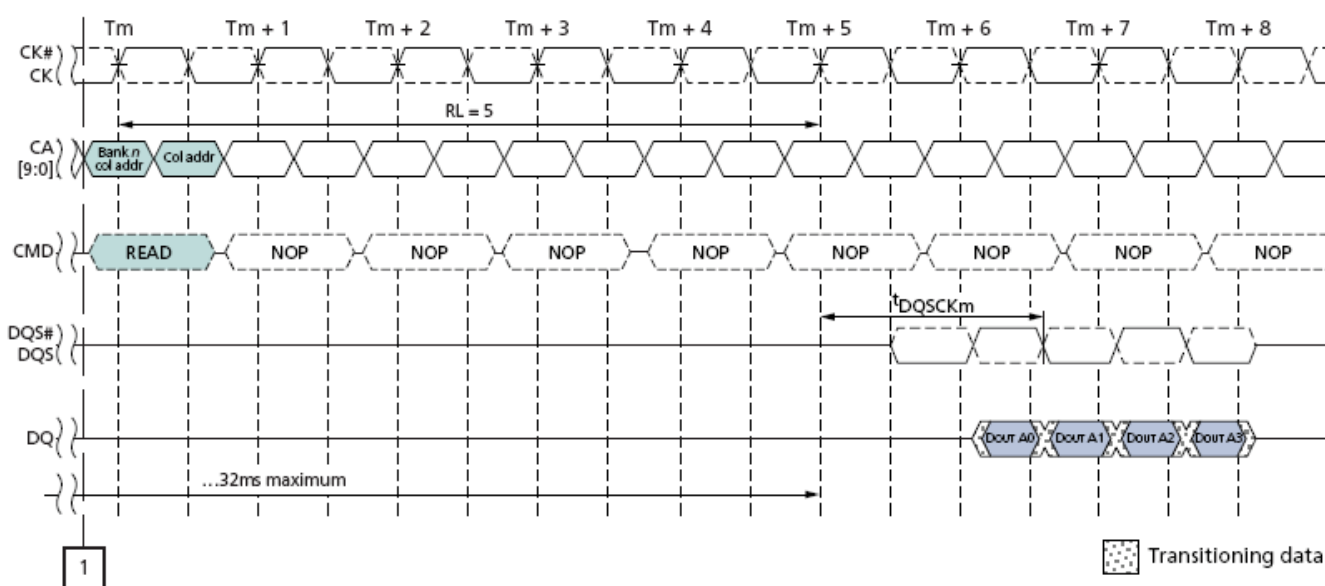 Tm Tm + 1 Tm + 2 Tm + 3 Tm + 4 Tm + 5 Tm + 6 Tm + 7 Tm + 8
CK#
CK
RL = 5
CA
[9:0]
Bank n
col addr
Col addr
CMD READ NOP NOP NOP NOP NOP NOP NOP NOP
tDQSCKm
DQS#
DQS
DQ DOUT A0 DOUT A1 DOUT A2 DOUT A3
...32ms maximum
1
Transitioning data